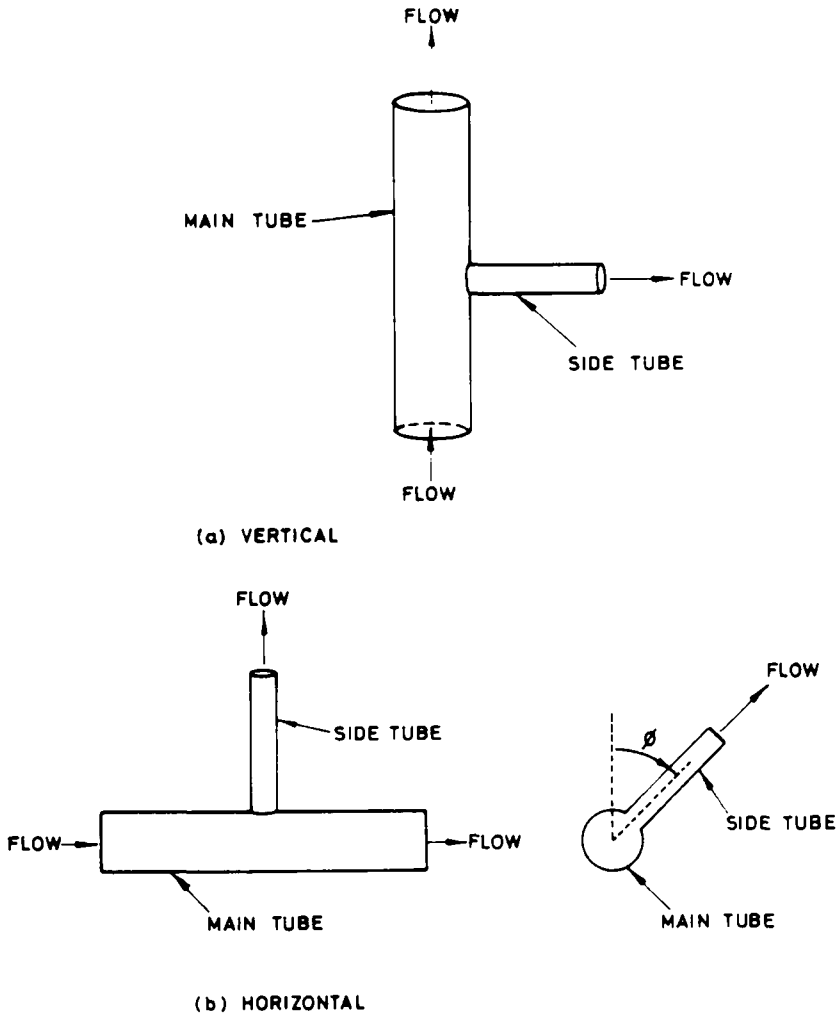 FLOW
MAIN TUBE
FLOW
SIDE TUBE
FLOW
(a) VERTICAL
FLOW
SIDE TUBE
FLOW
FLOW
MAIN TUBE
FLOW
ø
SIDE TUBE
MAIN TUBE
(b) HORIZONTAL